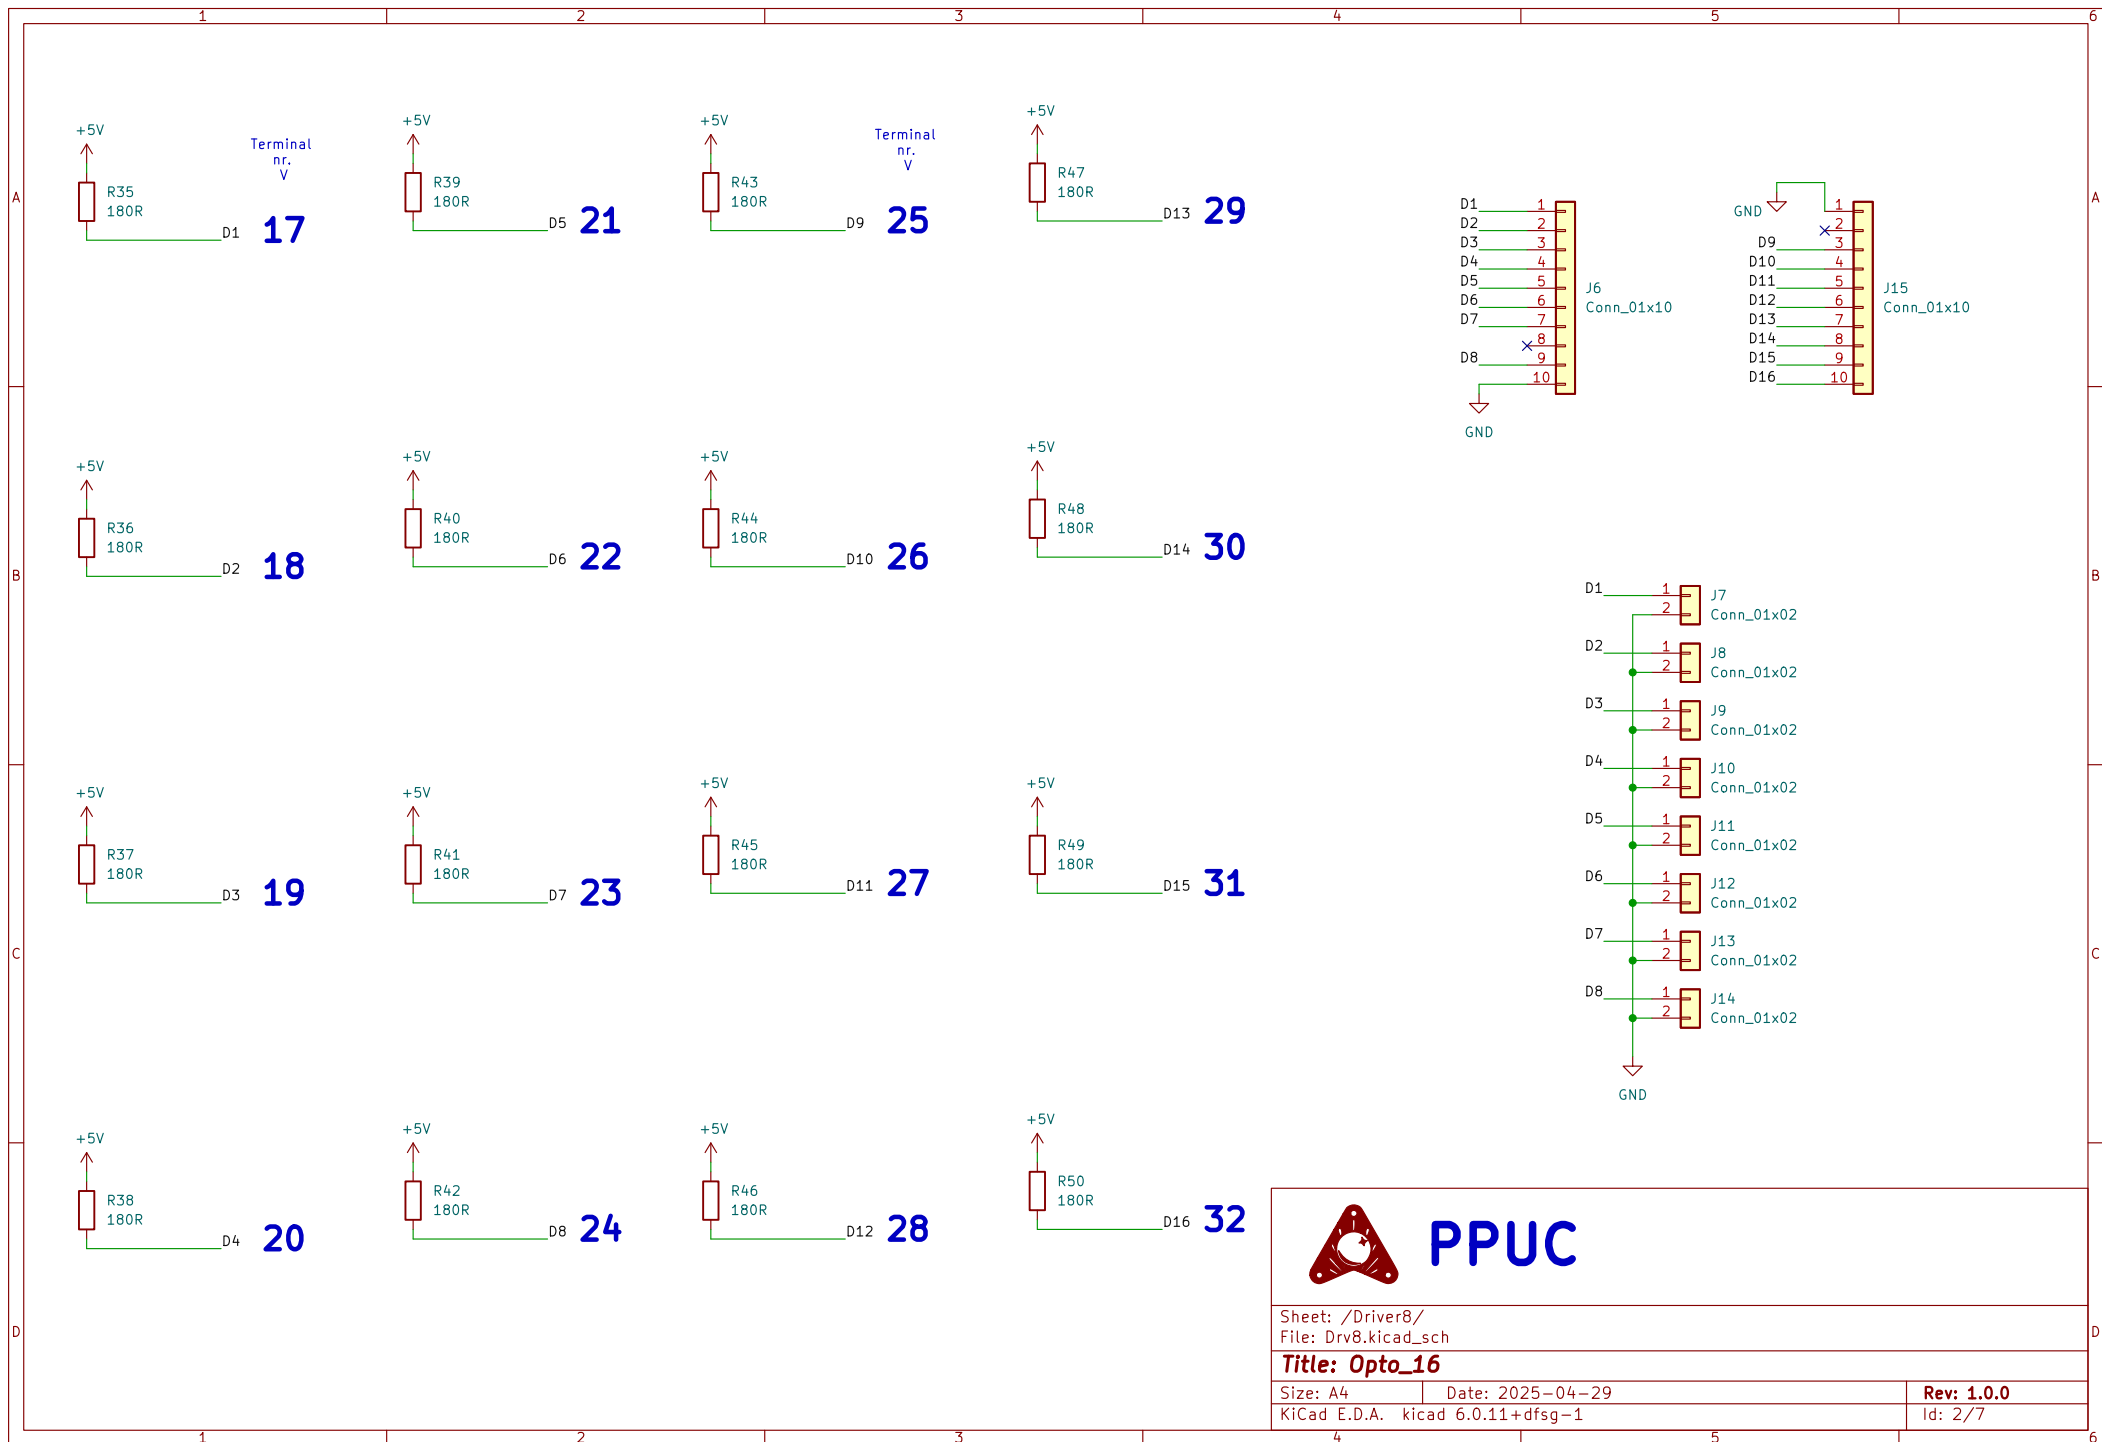 1 2 3 4 5 6
+5V
R35
180R
D1
Terminal
nr.
V
17
+5V
R39
180R
D5
21
+5V
R43
180R
D9
Terminal
nr.
V
25
+5V
R47
180R
D13
29
A
A
D1 1
D2 2
D3 3
D4 4
D5 5
D6 6
D7 7
8
D8 9
10
GND
J6
Conn_01x10
GND
1
2
D9 3
D10 4
D11 5
D12 6
D13 7
D14 8
D15 9
D16 10
J15
Conn_01x10
+5V
R36
180R
D2
18
+5V
R40
180R
D6
22
+5V
R44
180R
D10
26
+5V
R48
180R
D14
30
B
B
D1 1
2
J7
Conn_01x02
D2 1
2
J8
Conn_01x02
D3 1
2
J9
Conn_01x02
D4 1
2
J10
Conn_01x02
D5 1
2
J11
Conn_01x02
D6 1
2
J12
Conn_01x02
D7 1
2
J13
Conn_01x02
D8 1
2
J14
Conn_01x02
GND
+5V
R37
180R
D3
19
+5V
R41
180R
D7
23
+5V
R45
180R
D11
27
+5V
R49
180R
D15
31
C
C
+5V
R38
180R
D4
20
+5V
R42
180R
D8
24
+5V
R46
180R
D12
28
+5V
R50
180R
D16
32
D
D
PPUC
Sheet: /Driver8/
File: Drv8.kicad_sch
Title: Opto_16
Size: A4 Date: 2025-04-29 Rev: 1.0.0
KiCad E.D.A. kicad 6.0.11+dfsg-1 Id: 2/7
1 2 3 4 5 6